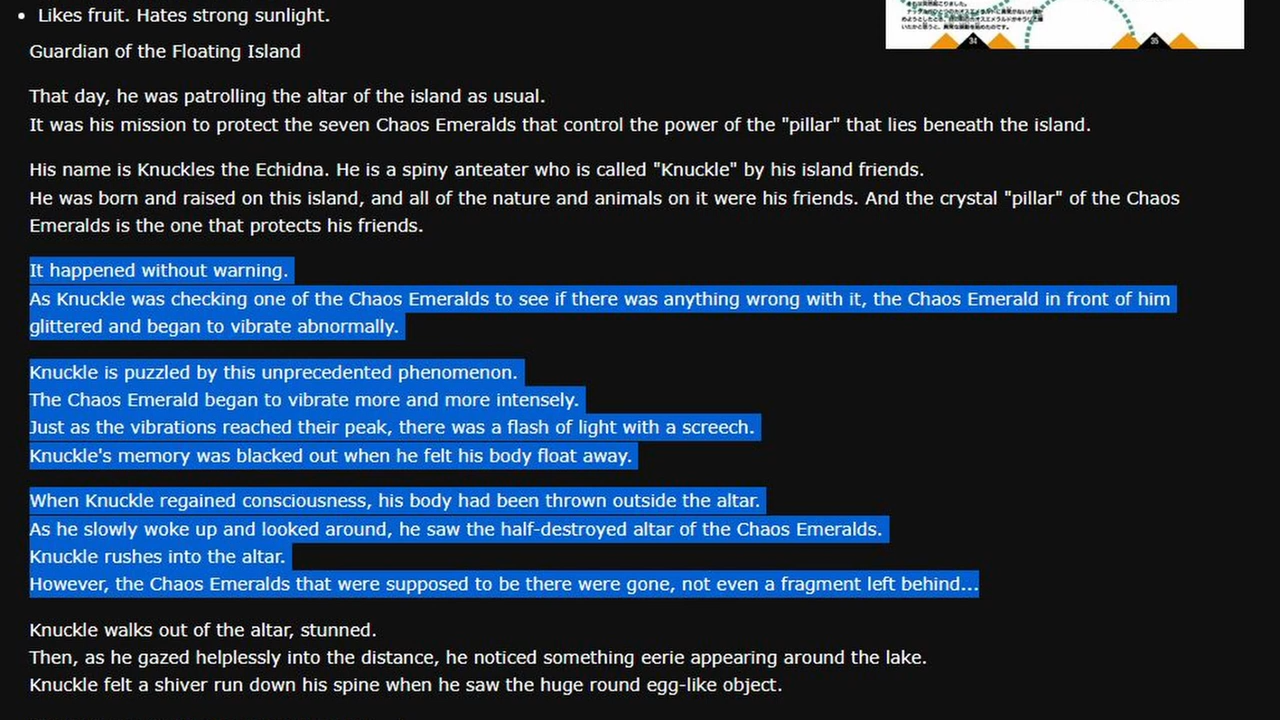 Likes fruit. Hates strong sunlight.
Guardian of the Floating Island
That day, he was patrolling the altar of the island as usual.
It was his mission to protect the seven Chaos Emeralds that control the power of the "pillar" that lies beneath the island.
His name is Knuckles the Echidna. He is a spiny anteater who is called "Knuckle" by his island friends.
He was born and raised on this island, and all of the nature and animals on it were his friends. And the crystal "pillar" of the Chaos
Emeralds is the one that protects his friends.
It happened without warning.
As Knuckle was checking one of the Chaos Emeralds to see if there was anything wrong with it, the Chaos Emerald in front of him
glittered and began to vibrate abnormally.
Knuckle is puzzled by this unprecedented phenomenon.
The Chaos Emerald began to vibrate more and more intensely.
Just as the vibrations reached their peak, there was a flash of light with a screech.
Knuckle's memory was blacked out when he felt his body float away.
When Knuckle regained consciousness, his body had been thrown outside the altar.
As he slowly woke up and looked around, he saw the half-destroyed altar of the Chaos Emeralds.
Knuckle rushes into the altar.
However, the Chaos Emeralds that were supposed to be there were gone, not even a fragment left behind...
Knuckle walks out of the altar, stunned.
Then, as he gazed helplessly into the distance, he noticed something eerie appearing around the lake.
Knuckle felt a shiver run down his spine when he saw the huge round egg-like object.
34
35